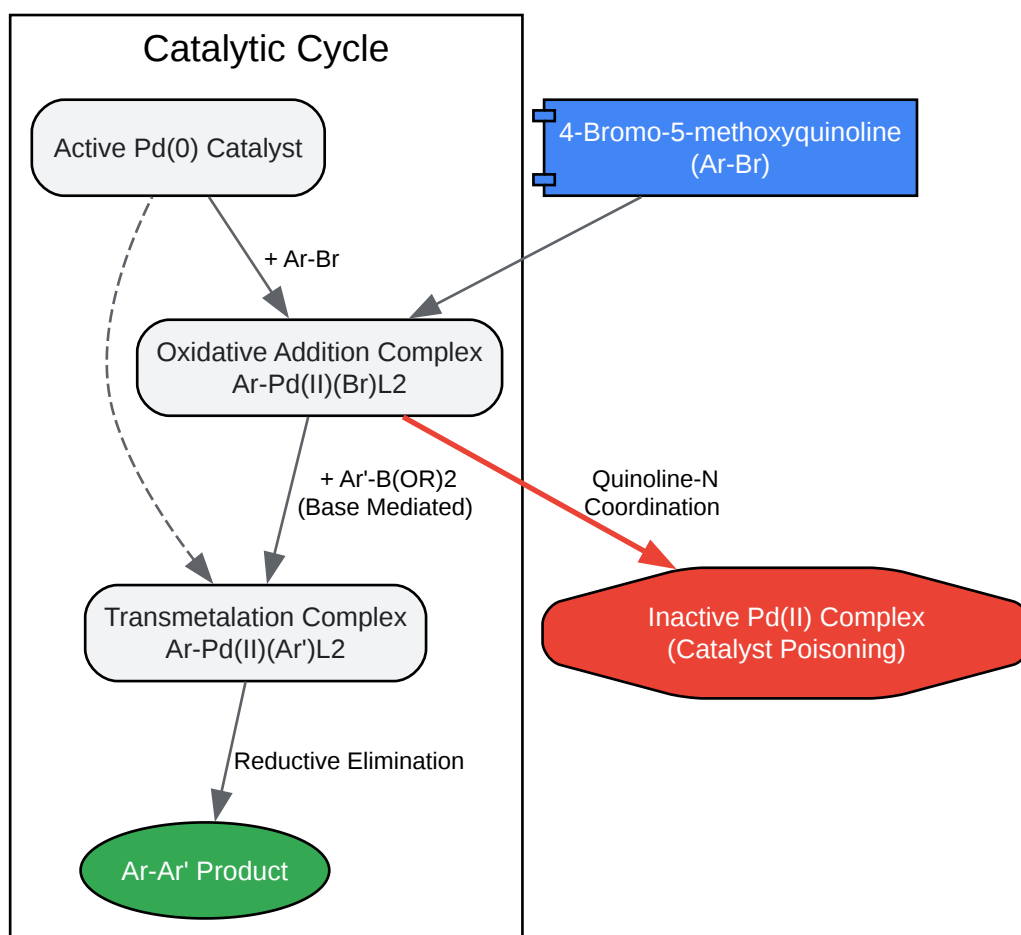 Catalytic Cycle
Active Pd(0) Catalyst
4-Bromo-5-methoxyquinoline
(Ar-Br)
+ Ar-Br
Oxidative Addition Complex
Ar-Pd(II)(Br)L2
+ Ar'-B(OR)2
(Base Mediated)
Quinoline-N
Coordination
Transmetalation Complex
Ar-Pd(II)(Ar')L2
Inactive Pd(II) Complex
(Catalyst Poisoning)
Reductive Elimination
Ar-Ar' Product